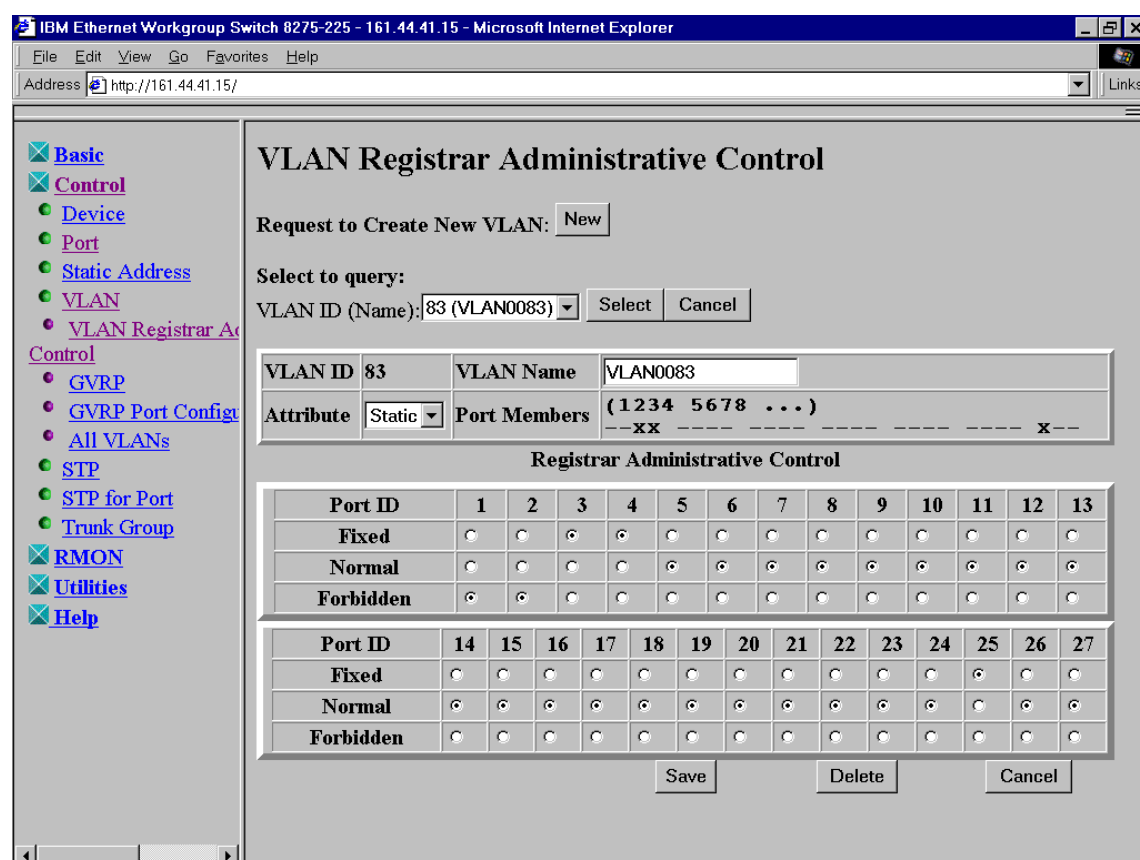 IBM Ethernet Workgroup Switch 8275-225 - 161.44.41.15 - Microsoft Internet Explorer
File Edit View Go Favorites Help
Address http://161.44.41.15/ Links
Basic
Control
Device
Port
Static Address
VLAN
VLAN Registrar
Control
GVRP
GVRP Port
All VLANs
STP
STP for Port
Trunk Group
RMON
Utilities
Help
VLAN Registrar Administrative Control
Request to Create New VLAN: New
Select to query:
VLAN ID (Name): 83 (VLAN0083) Select Cancel
VLAN ID 83 VLAN Name VLAN0083
Attribute Static Port Members (1234 5678 ...)
--xx ---- ---- ---- ---- ---- x--
Registrar Administrative Control
Port ID 1 2 3 4 5 6 7 8 9 10 11 12 13
Fixed
Normal
Forbidden
Port ID 14 15 16 17 18 19 20 21 22 23 24 25 26 27
Fixed
Normal
Forbidden
Save Delete Cancel